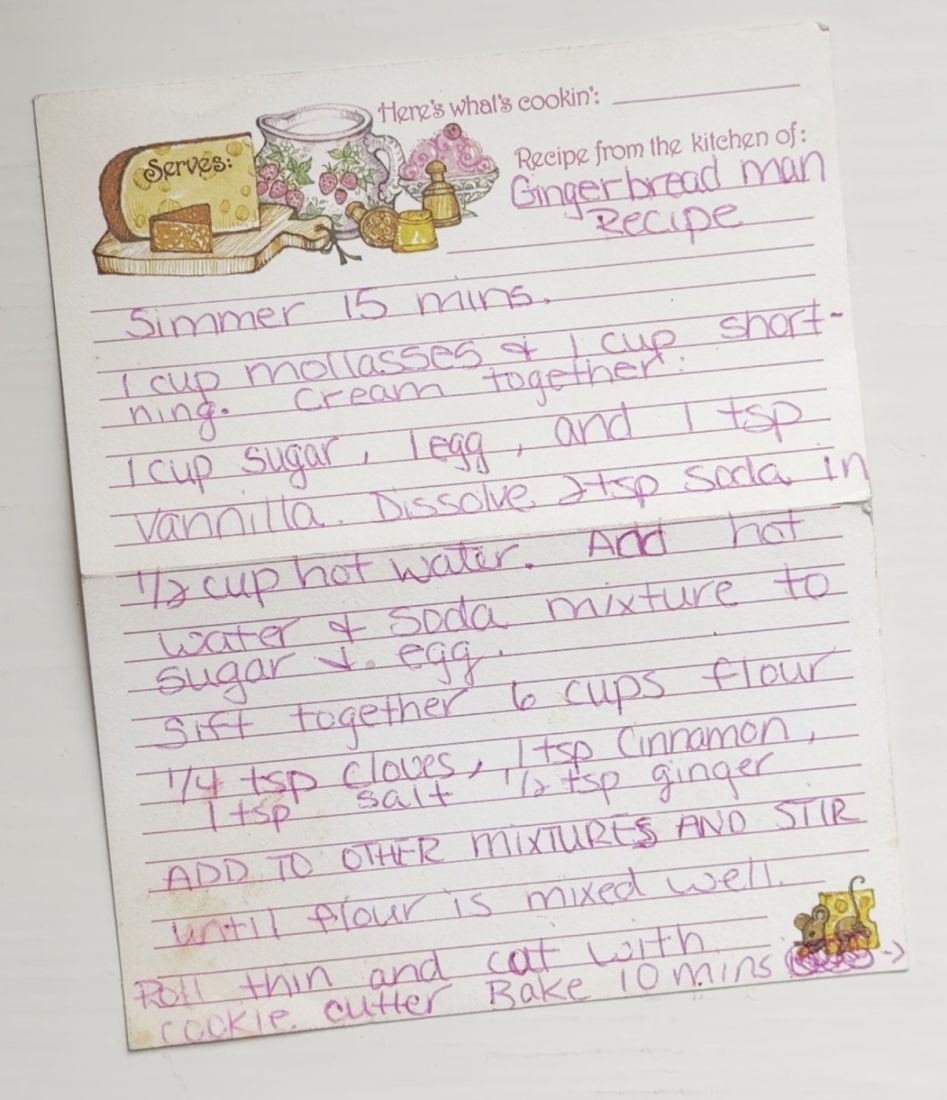 Here's what's cookin':
Serves:
Recipe from the kitchen of:
Gingerbread man
Recipe
Simmer 15 mins.
1 cup mollasses & 1 cup short-
ning. Cream together:
1 cup sugar, 1 egg, and 1 tsp
Vannilla. Dissolve 2 tsp soda in
1/2 cup hot water. Add hot
water & soda mixture to
sugar & egg.
Sift together 6 cups flour
1/4 tsp cloves, 1 tsp Cinnamon,
1 tsp salt 1/2 tsp ginger
ADD TO OTHER MIXTURES AND STIR
until flour is mixed well.
Roll thin and cat with
cookie cutter Bake 10 mins →